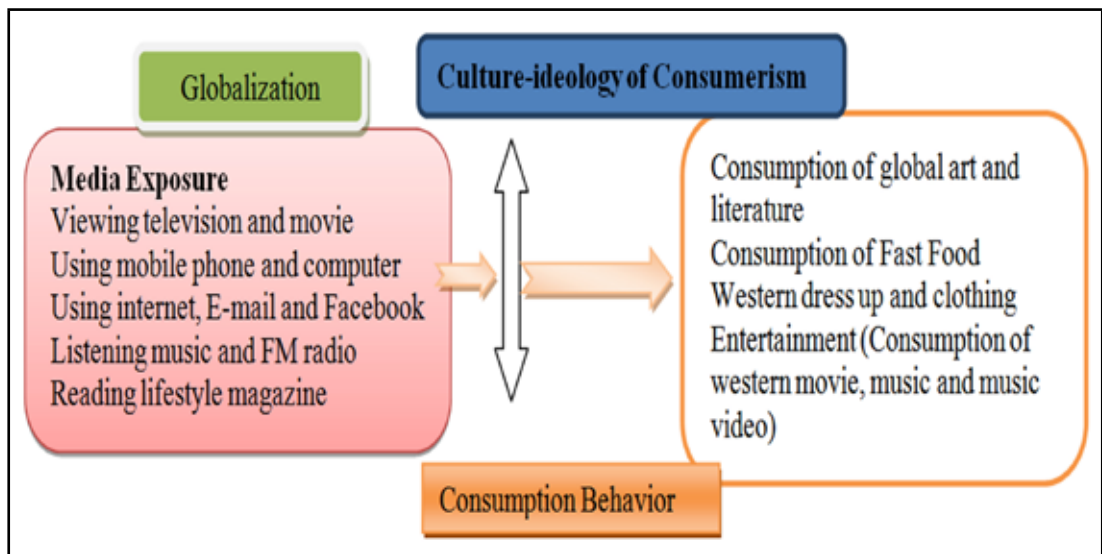 Globalization
Culture-ideology of Consumerism
Media Exposure
Viewing television and movie
Using mobile phone and computer
Using internet, E-mail and Facebook
Listening music and FM radio
Reading lifestyle magazine
Consumption of global art and
literature
Consumption of Fast Food
Western dress up and clothing
Entertainment (Consumption of
western movie, music and music
video)
Consumption Behavior